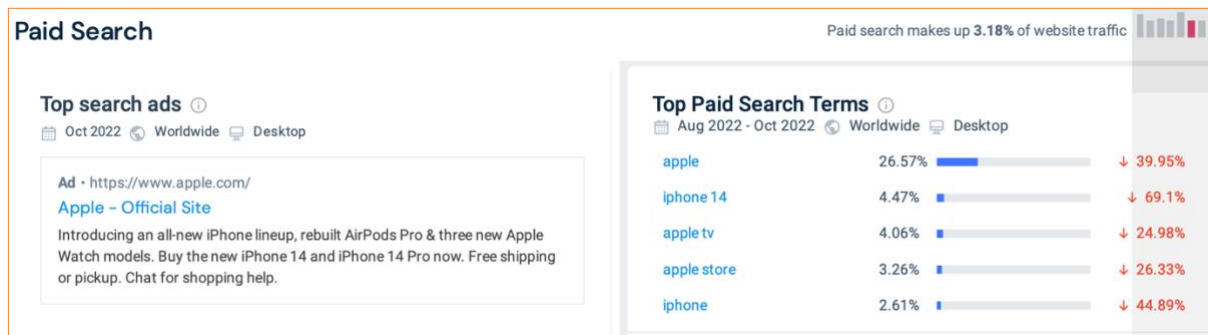 Paid Search
Paid search makes up 3.18% of website traffic
Top search ads
Oct 2022 Worldwide Desktop
Ad · https://www.apple.com/
Apple - Official Site
Introducing an all-new iPhone lineup, rebuilt AirPods Pro & three new Apple
Watch models. Buy the new iPhone 14 and iPhone 14 Pro now. Free shipping
or pickup. Chat for shopping help.
Top Paid Search Terms
Aug 2022 - Oct 2022 Worldwide Desktop
apple 26.57% ↓ 39.95%
iphone 14 4.47% ↓ 69.1%
apple tv 4.06% ↓ 24.98%
apple store 3.26% ↓ 26.33%
iphone 2.61% ↓ 44.89%